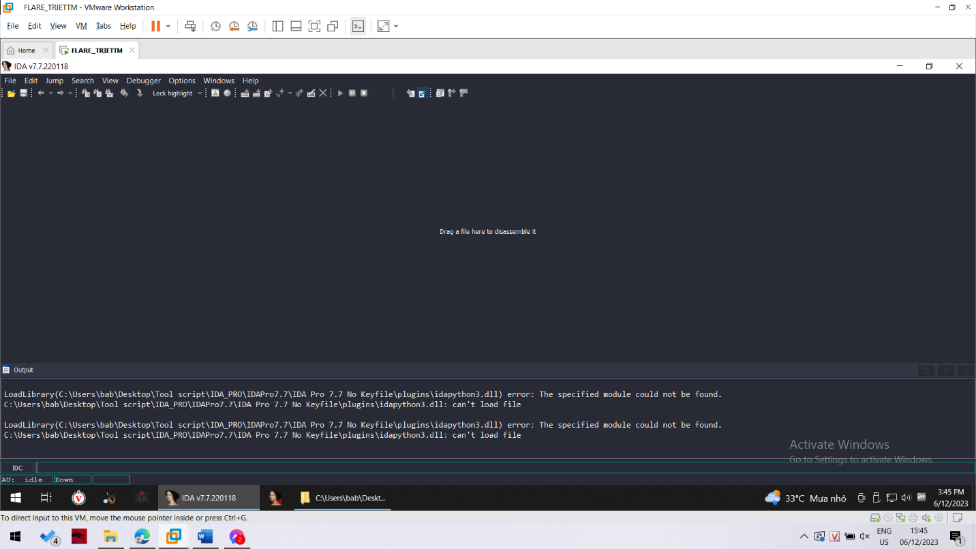 FLARE_TRIETTM - VMware Workstation
File Edit View VM Tabs Help
Home FLARE_TRIETTM
IDA v7.7.220118
File Edit Jump Search View Debugger Options Windows Help
Lock highlight
Drag a file here to disassemble it
Output
LoadLibrary(C:\Users\bab\Desktop\Tool script\IDA_PRO\IDAPro7.7\IDA Pro 7.7 No Keyfile\plugins\idapython3.dll) error: The specified module could not be found.
C:\Users\bab\Desktop\Tool script\IDA_PRO\IDAPro7.7\IDA Pro 7.7 No Keyfile\plugins\idapython3.dll: can't load file
LoadLibrary(C:\Users\bab\Desktop\Tool script\IDA_PRO\IDAPro7.7\IDA Pro 7.7 No Keyfile\plugins\idapython3.dll) error: The specified module could not be found.
C:\Users\bab\Desktop\Tool script\IDA_PRO\IDAPro7.7\IDA Pro 7.7 No Keyfile\plugins\idapython3.dll: can't load file
Activate Windows
Go to Settings to activate Windows.
IDC
AU: idle Down
IDA v7.7.220118 C:\Users\bab\Deskt... 33°C Mưa nhỏ 3:45 PM
6/12/2023
To direct input to this VM, move the mouse pointer inside or press Ctrl+G.
4 2 V ENG 15:45
US 06/12/2023 1